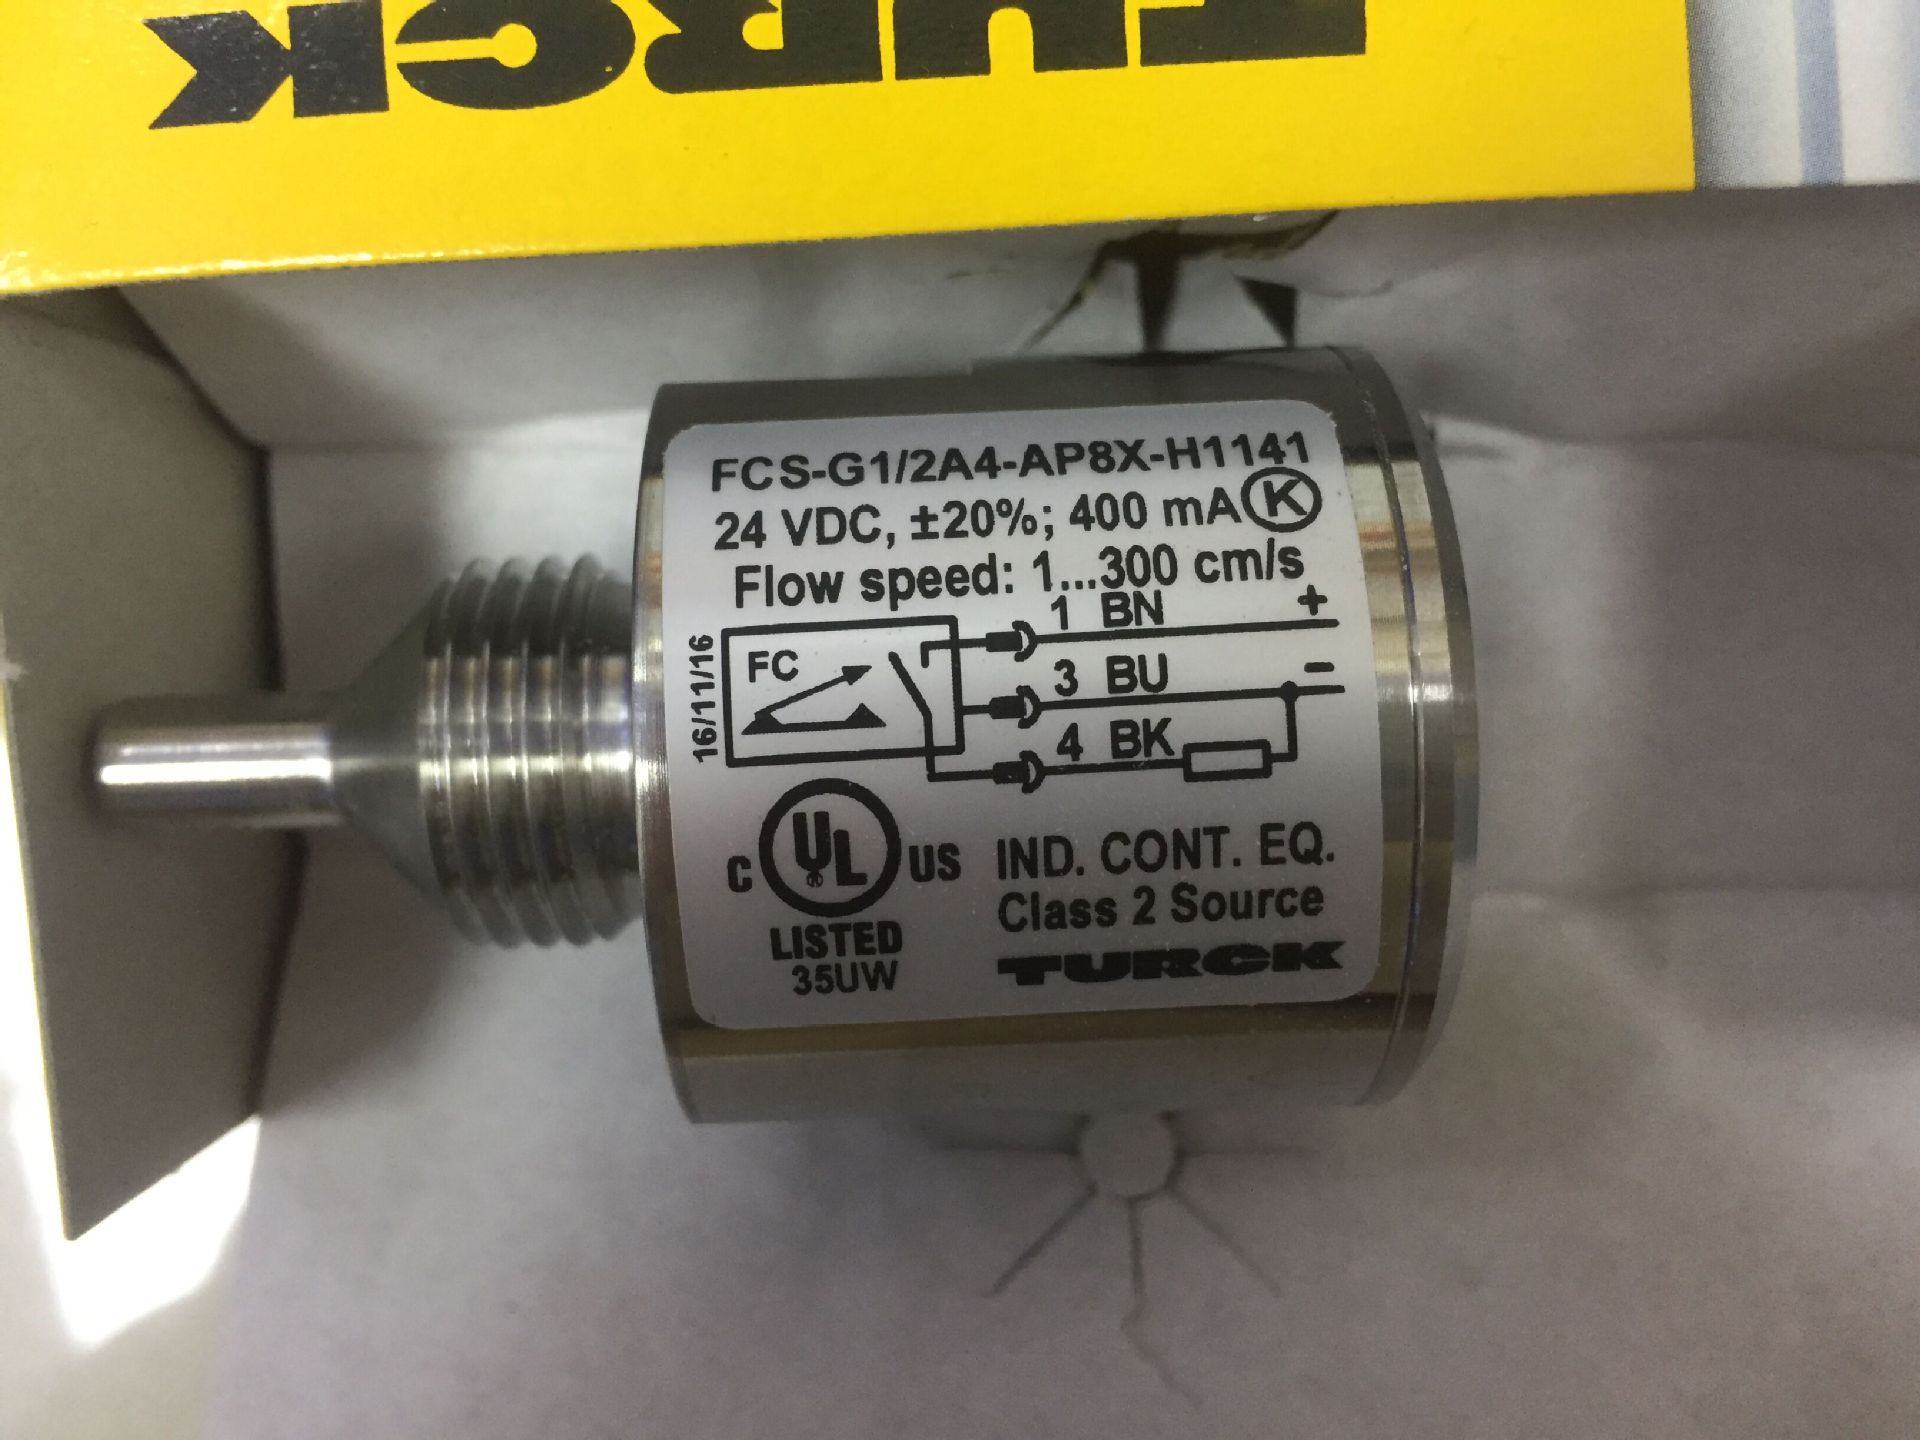 TURCK
FCS-G1/2A4-AP8X-H1141
24 VDC, ±20%; 400 mA K
Flow speed: 1...300 cm/s
16/11/16
FC
1 BN +
3 BU -
4 BK
C UL US
LISTED
35UW
IND. CONT. EQ.
Class 2 Source
TURCK